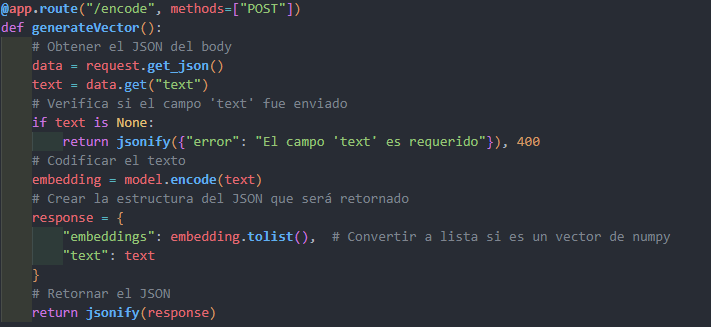 @app.route("/encode", methods=["POST"])
def generateVector():
    # Obtener el JSON del body
    data = request.get_json()
    text = data.get("text")
    # Verifica si el campo 'text' fue enviado
    if text is None:
        return jsonify({"error": "El campo 'text' es requerido"}), 400
    # Codificar el texto
    embedding = model.encode(text)
    # Crear la estructura del JSON que será retornado
    response = {
        "embeddings": embedding.tolist(),  # Convertir a lista si es un vector de numpy
        "text": text
    }
    # Retornar el JSON
    return jsonify(response)